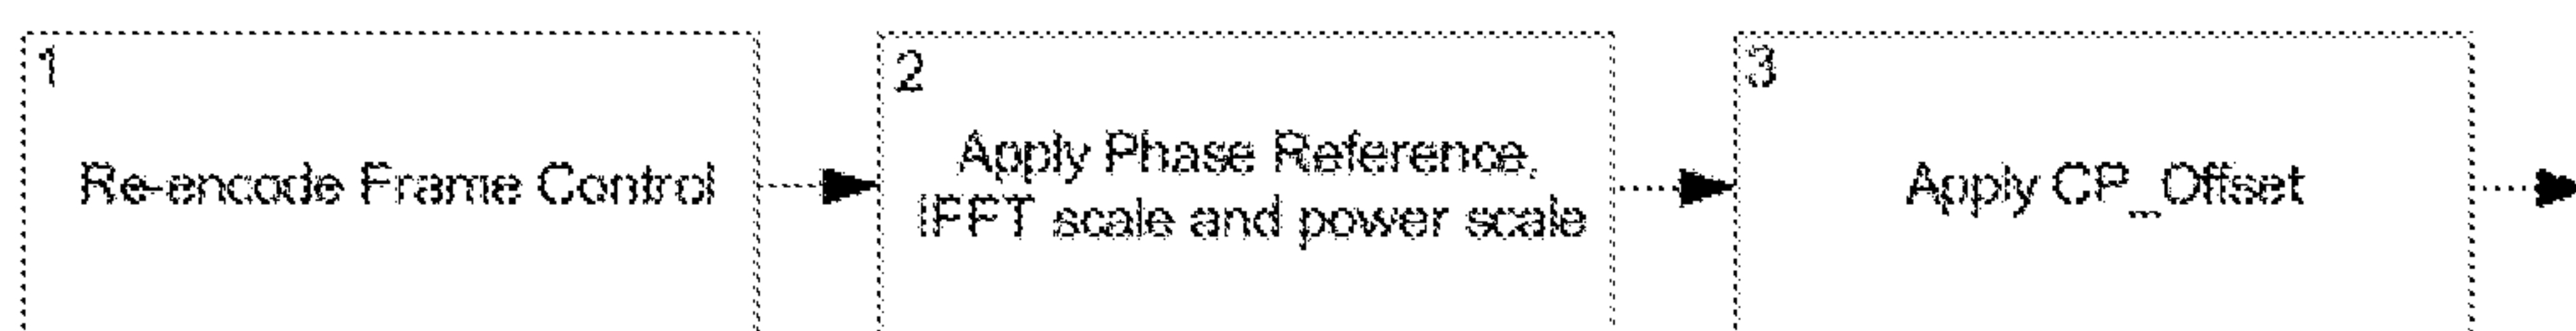 1
Re-encode Frame Control
2
Apply Phase Reference,
IFFT scale and power scale
3
Apply CP_Offset